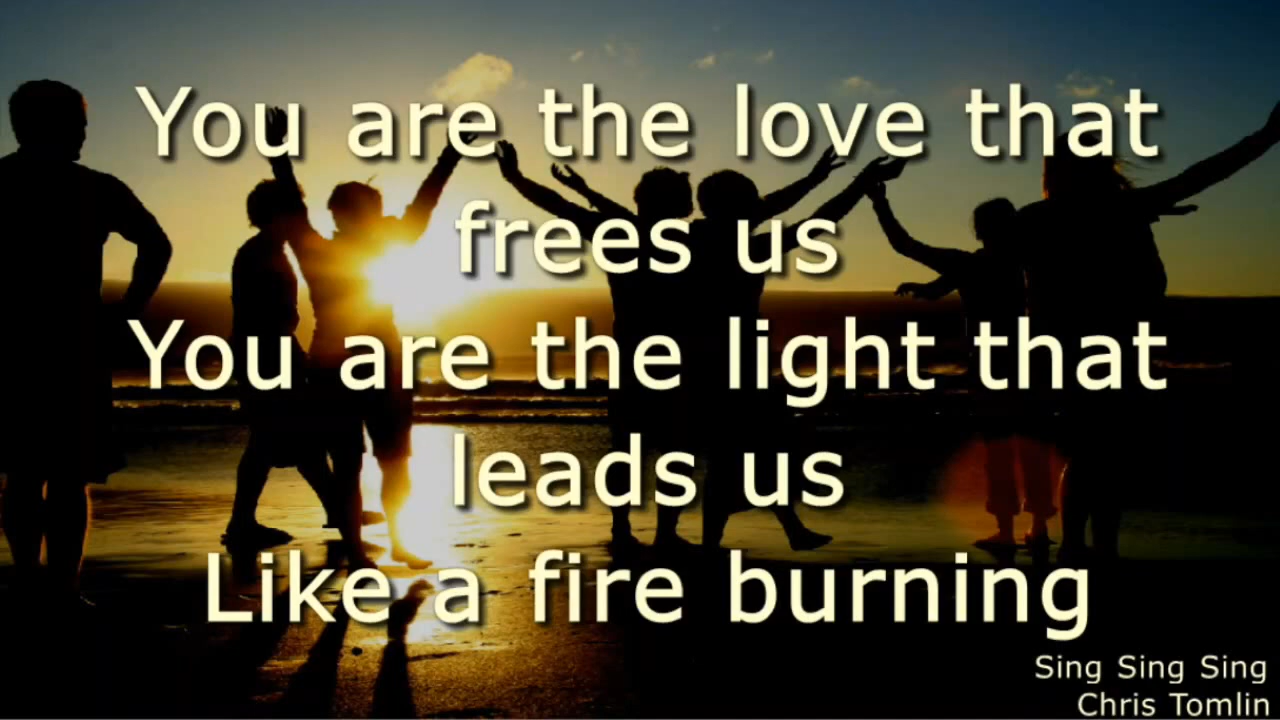 You are the love that
frees us
You are the light that
leads us
Like a fire burning
Sing Sing Sing
Chris Tomlin